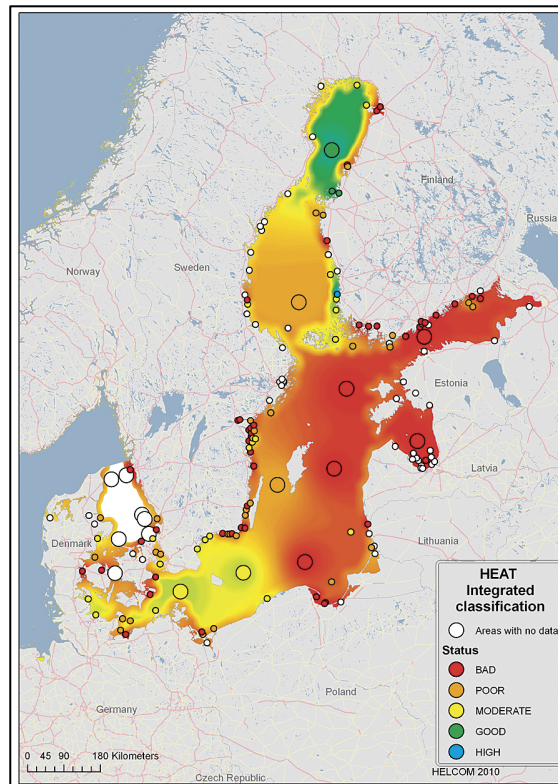 Finland
Russia
Norway
Sweden
Estonia
Latvia
Denmark
Lithuania
HEAT
Integrated
classification
Areas with no data
Status
BAD
POOR
MODERATE
GOOD
HIGH
Poland
Germany
0 45 90 180 Kilometers
HELCOM 2010
Czech Republic